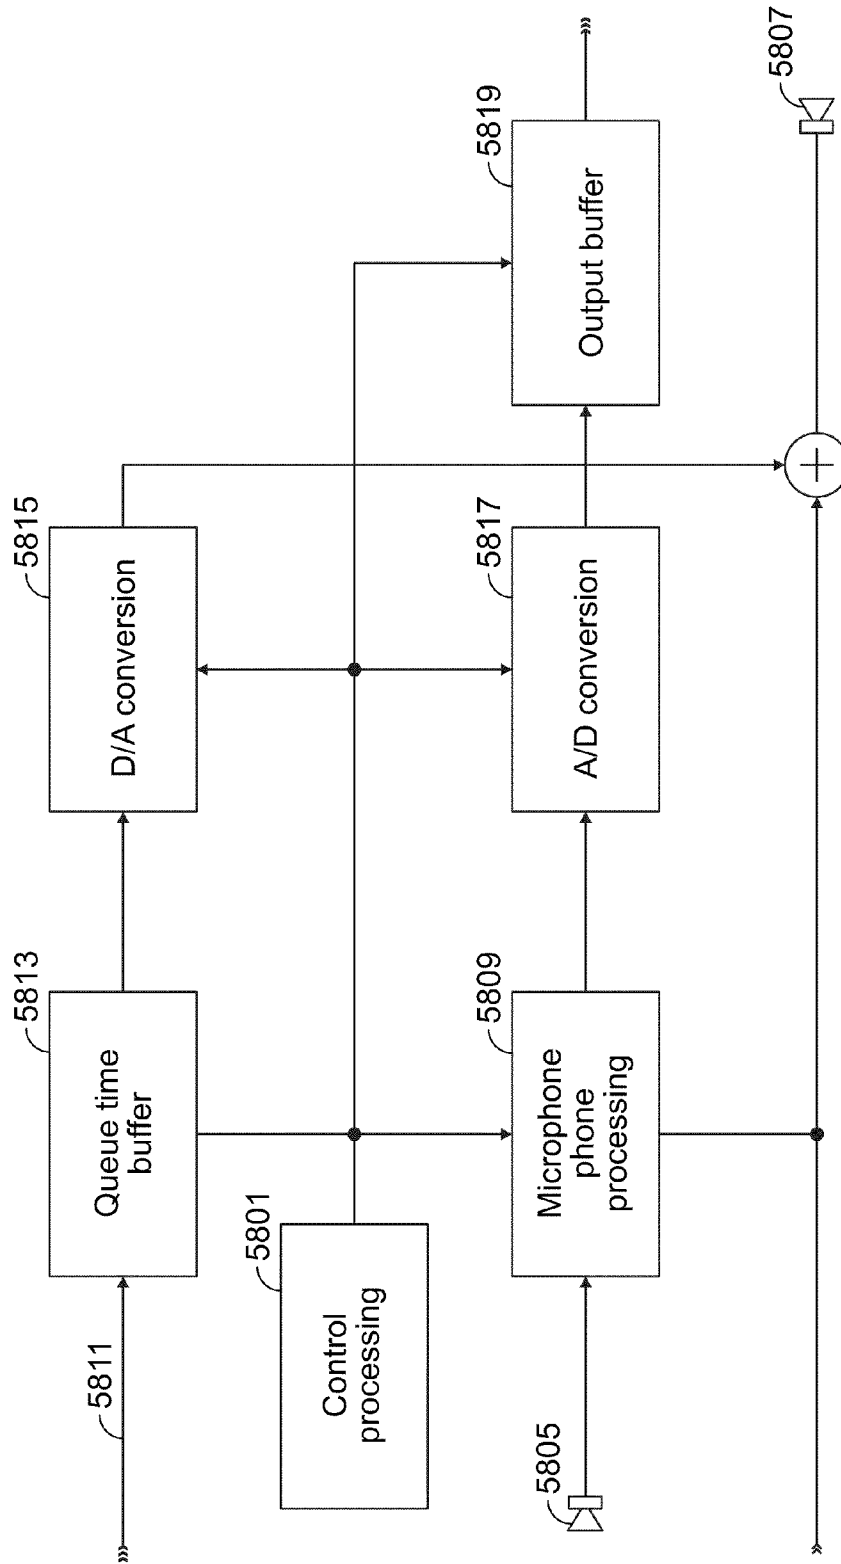 5811
5813
Queue time
buffer
5815
D/A conversion
5801
Control
processing
5805
5809
Microphone
phone
processing
5817
A/D conversion
5819
Output buffer
+
5807